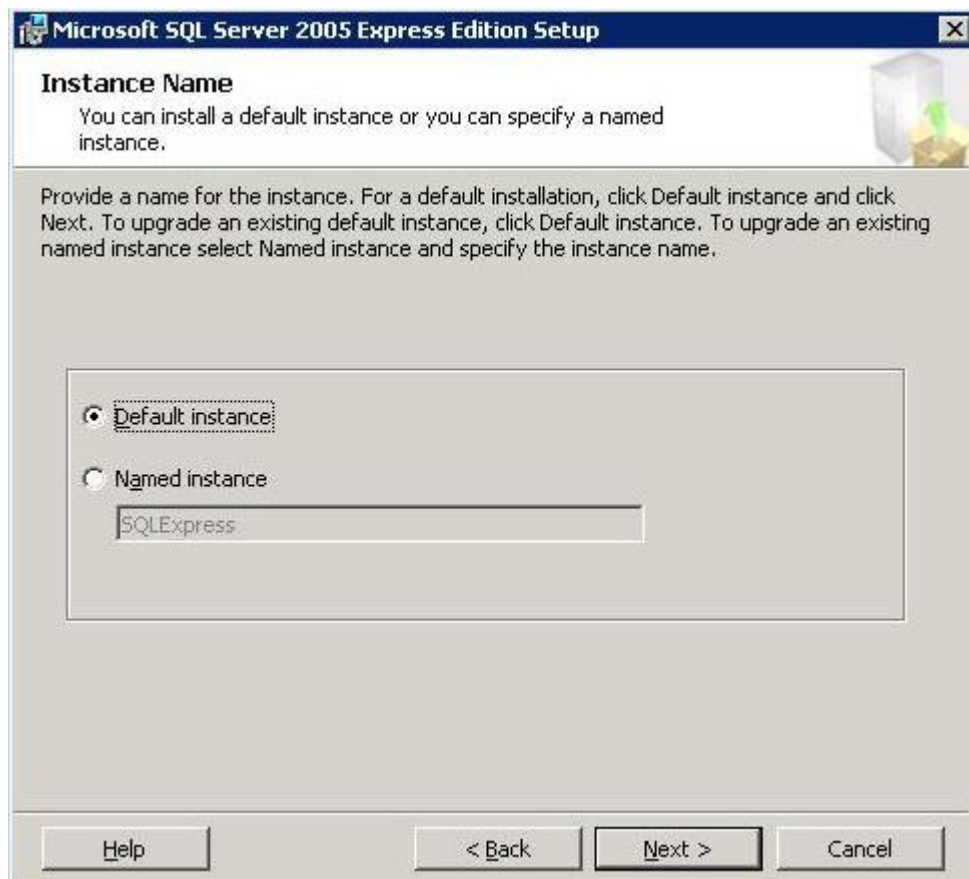 Microsoft SQL Server 2005 Express Edition Setup
Instance Name
You can install a default instance or you can specify a named
instance.
Provide a name for the instance. For a default installation, click Default instance and click
Next. To upgrade an existing default instance, click Default instance. To upgrade an existing
named instance select Named instance and specify the instance name.
Default instance
Named instance
SQLExpress
Help
< Back
Next >
Cancel